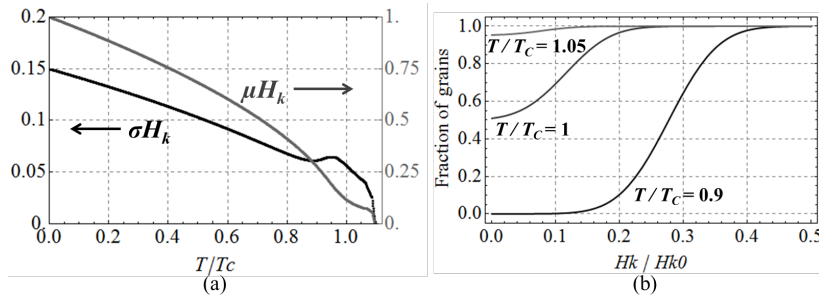 0.2
0.15
0.1
0.05
0
1.
0.75
0.5
0.25
0.
μHk
σHk
0.0 0.2 0.4 0.6 0.8 1.0
T/Tc
(a)
Fraction of grains
1.0
0.8
0.6
0.4
0.2
0.0
T / TC = 1.05
T / TC = 1
T / TC = 0.9
0.0 0.1 0.2 0.3 0.4 0.5
Hk / Hk0
(b)